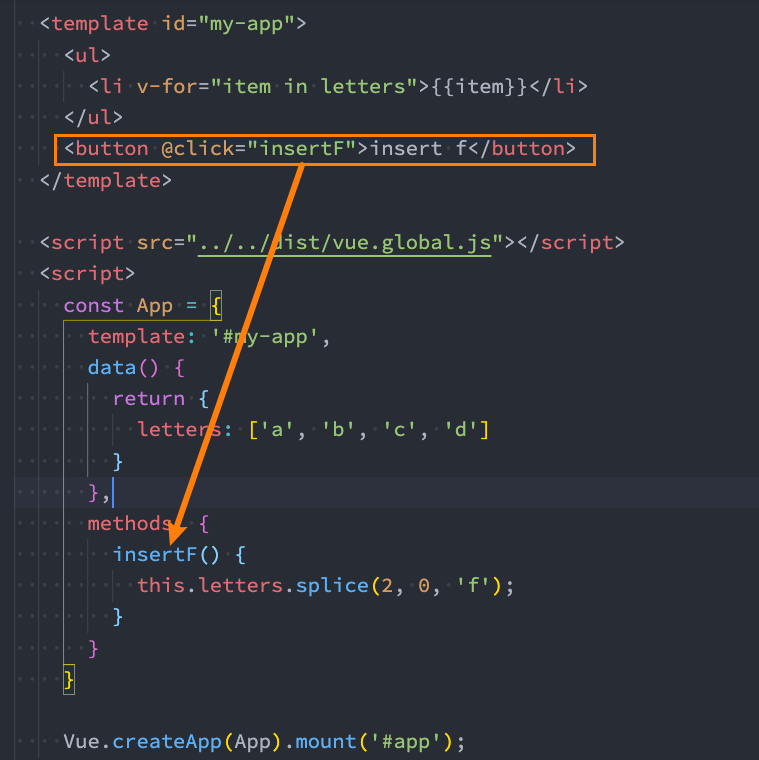 <template id="my-app">
<ul>
<li v-for="item in letters">{{item}}</li>
</ul>
<button @click="insertF">insert f</button>
</template>
<script src="../../dist/vue.global.js"></script>
<script>
const App = {
template: '#my-app',
data() {
return {
letters: ['a', 'b', 'c', 'd']
}
},
methods: {
insertF() {
this.letters.splice(2, 0, 'f');
}
}
}
Vue.createApp(App).mount('#app');